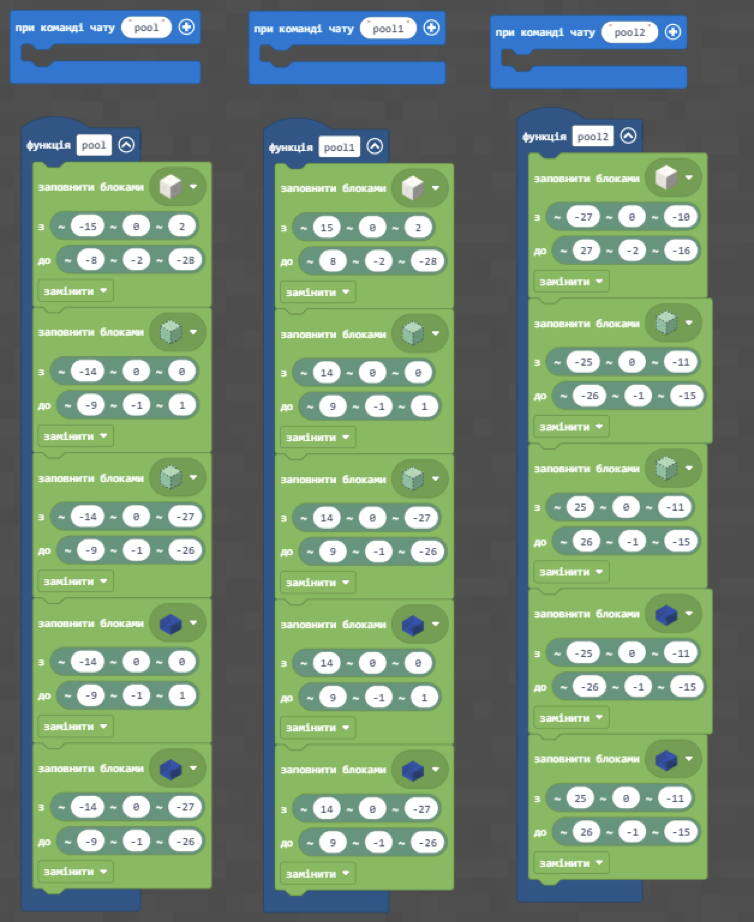 при команді чату "pool"
при команді чату "pool1"
при команді чату "pool2"
функція pool
заповнити блоками
з ~ -15 ~ 0 ~ 2
до ~ -8 ~ -2 ~ -28
замінити
заповнити блоками
з ~ -14 ~ 0 ~ 0
до ~ -9 ~ -1 ~ 1
замінити
заповнити блоками
з ~ -14 ~ 0 ~ -27
до ~ -9 ~ -1 ~ -26
замінити
заповнити блоками
з ~ -14 ~ 0 ~ 0
до ~ -9 ~ -1 ~ 1
замінити
заповнити блоками
з ~ -14 ~ 0 ~ -27
до ~ -9 ~ -1 ~ -26
замінити
функція pool1
заповнити блоками
з ~ 15 ~ 0 ~ 2
до ~ 8 ~ -2 ~ -28
замінити
заповнити блоками
з ~ 14 ~ 0 ~ 0
до ~ 9 ~ -1 ~ 1
замінити
заповнити блоками
з ~ 14 ~ 0 ~ -27
до ~ 9 ~ -1 ~ -26
замінити
заповнити блоками
з ~ 14 ~ 0 ~ 0
до ~ 9 ~ -1 ~ 1
замінити
заповнити блоками
з ~ 14 ~ 0 ~ -27
до ~ 9 ~ -1 ~ -26
замінити
функція pool2
заповнити блоками
з ~ -27 ~ 0 ~ -10
до ~ 27 ~ -2 ~ -16
замінити
заповнити блоками
з ~ -25 ~ 0 ~ -11
до ~ -26 ~ -1 ~ -15
замінити
заповнити блоками
з ~ 25 ~ 0 ~ -11
до ~ 26 ~ -1 ~ -15
замінити
заповнити блоками
з ~ -25 ~ 0 ~ -11
до ~ -26 ~ -1 ~ -15
замінити
заповнити блоками
з ~ 25 ~ 0 ~ -11
до ~ 26 ~ -1 ~ -15
замінити